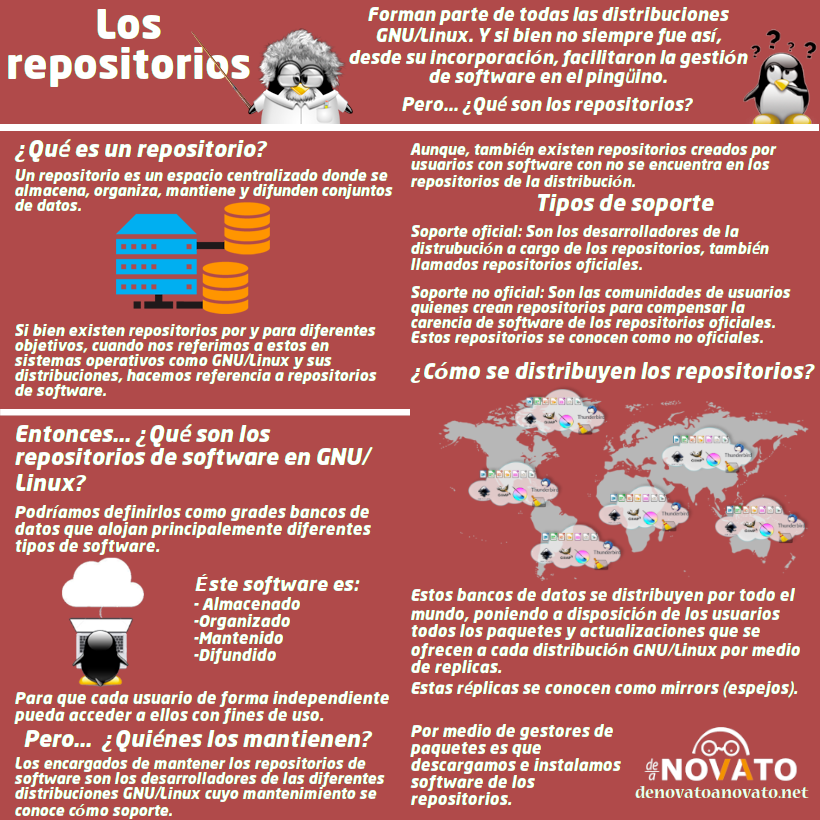 Los
repositorios
Forman parte de todas las distribuciones
GNU/Linux. Y si bien no siempre fue así,
desde su incorporación, facilitaron la gestión
de software en el pingüino.
Pero... ¿Qué son los repositorios?
? ? ? ?
¿Qué es un repositorio?
Un repositorio es un espacio centralizado donde se
almacena, organiza, mantiene y difunden conjuntos
de datos.
Si bien existen repositorios por y para diferentes
objetivos, cuando nos referimos a estos en
sistemas operativos como GNU/Linux y sus
distribuciones, hacemos referencia a repositorios
de software.
Entonces... ¿Qué son los
repositorios de software en GNU/
Linux?
Podríamos definirlos como grades bancos de
datos que alojan principalemente diferentes
tipos de software.
Éste software es:
- Almacenado
-Organizado
-Mantenido
-Difundido
Para que cada usuario de forma independiente
pueda acceder a ellos con fines de uso.
Pero... ¿Quiénes los mantienen?
Los encargados de mantener los repositorios de
software son los desarrolladores de las diferentes
distribuciones GNU/Linux cuyo mantenimiento se
conoce cómo soporte.
Aunque, también existen repositorios creados por
usuarios con software con no se encuentra en los
repositorios de la distribución.
Tipos de soporte
Soporte oficial: Son los desarrolladores de la
distrubución a cargo de los repositorios, también
llamados repositorios oficiales.
Soporte no oficial: Son las comunidades de usuarios
quienes crean repositorios para compensar la
carencia de software de los repositorios oficiales.
Estos repositorios se conocen como no oficiales.
¿Cómo se distribuyen los repositorios?
Thunderbird
Thunderbird
Thunderbird
Thunderbird
Thunderbird
Thunderbird
Estos bancos de datos se distribuyen por todo el
mundo, poniendo a disposición de los usuarios
todos los paquetes y actualizaciones que se
ofrecen a cada distribución GNU/Linux por medio
de replicas.
Estas réplicas se conocen como mirrors (espejos).
Por medio de gestores de
paquetes es que
descargamos e instalamos
software de los
repositorios.
de
a NOVATO
denovatoanovato.net